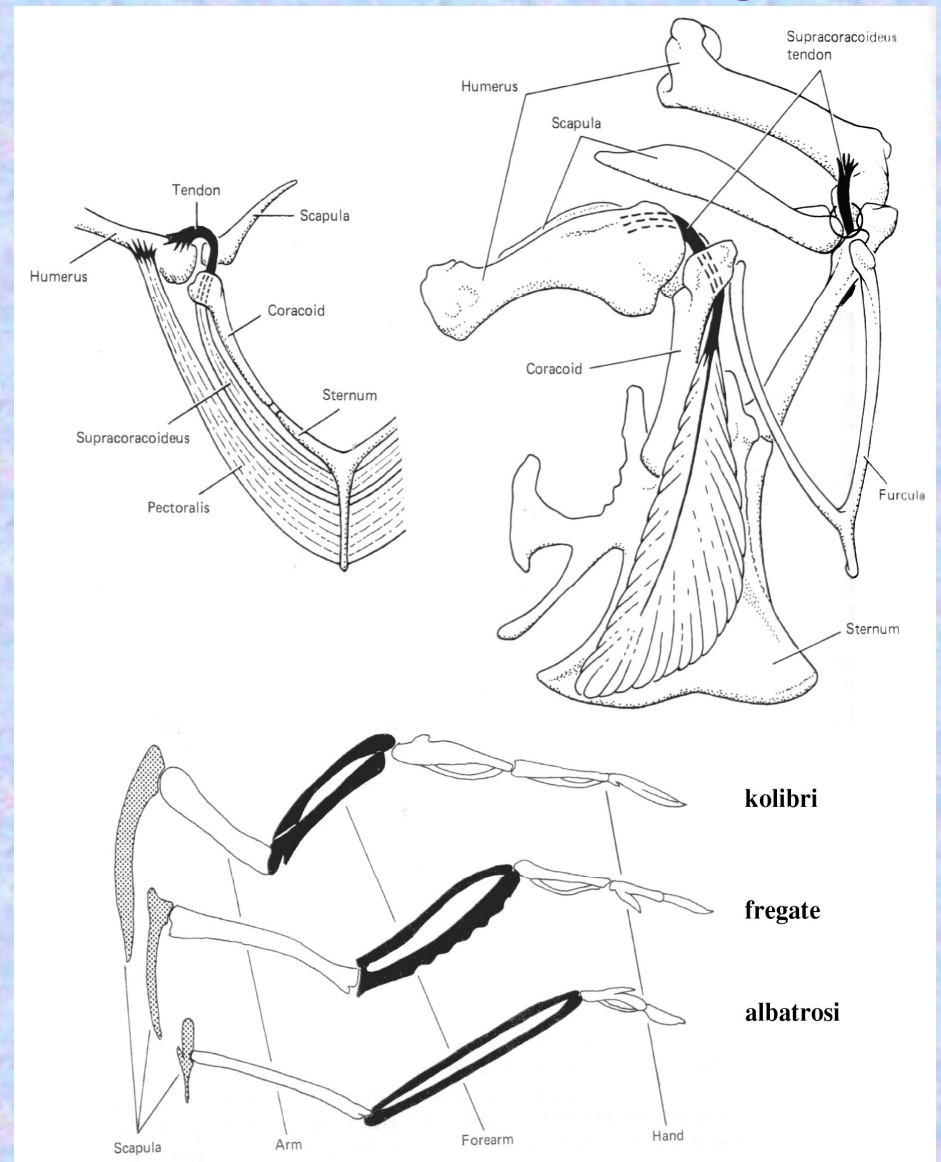 Supracoracoideus
tendon
Humerus
Scapula
Tendon
Scapula
Humerus
Coracoid
Coracoid
Sternum
Supracoracoideus
Pectoralis
Furcula
Sternum
kolibri
fregate
albatrosi
Scapula
Arm
Forearm
Hand